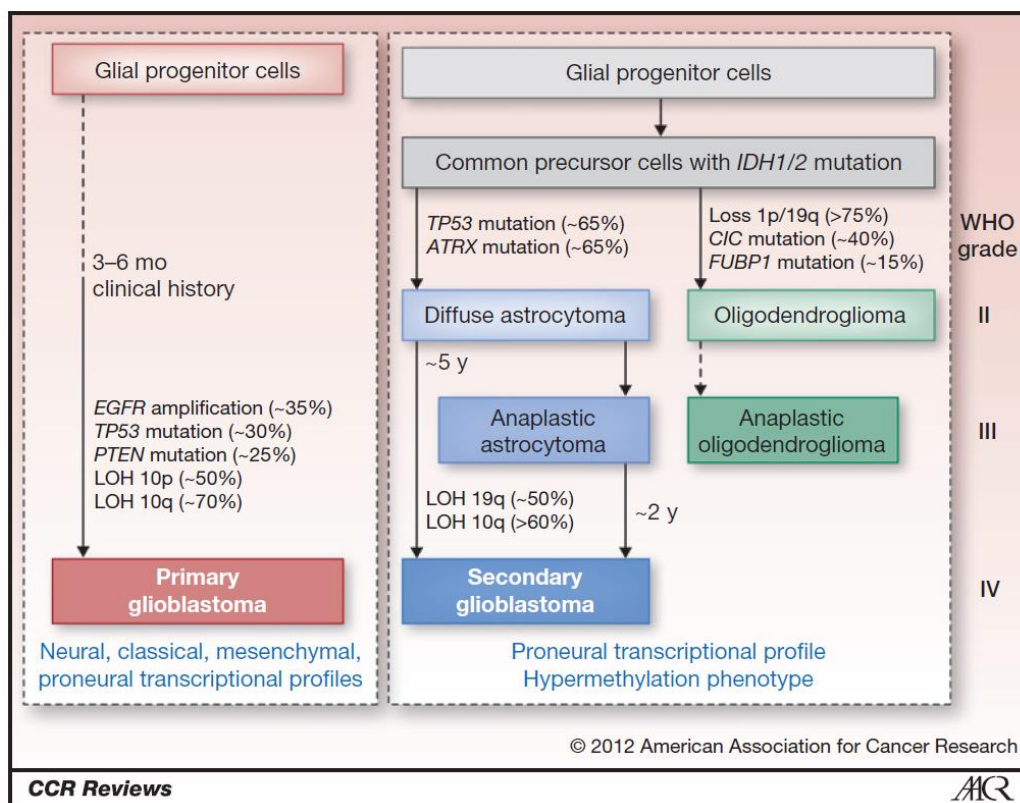 Glial progenitor cells
3–6 mo
clinical history
EGFR amplification (~35%)
TP53 mutation (~30%)
PTEN mutation (~25%)
LOH 10p (~50%)
LOH 10q (~70%)
Primary
glioblastoma
Neural, classical, mesenchymal,
proneural transcriptional profiles
Glial progenitor cells
Common precursor cells with IDH1/2 mutation
TP53 mutation (~65%)
ATRX mutation (~65%)
Loss 1p/19q (>75%)
CIC mutation (~40%)
FUBP1 mutation (~15%)
Diffuse astrocytoma
Oligodendroglioma
~5 y
Anaplastic
astrocytoma
Anaplastic
oligodendroglioma
LOH 19q (~50%)
LOH 10q (>60%)
~2 y
Secondary
glioblastoma
Proneural transcriptional profile
Hypermethylation phenotype
WHO
grade
II
III
IV
© 2012 American Association for Cancer Research
CCR Reviews
AACR